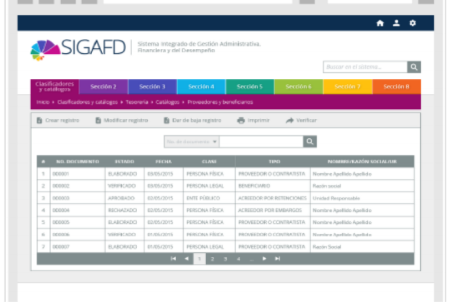 SIGAFD
Sistema Integrado de Gestión Administrativa,
Financiera y del Desempeño
Buscar en el sistema...
Clasificadores y catálogos Sección 2 Sección 3 Sección 4 Sección 5 Sección 6 Sección 7 Sección 8
Inicio » Clasificadores y catálogos » Tesorería » Catálogos » Proveedores y beneficiarios
Crear registro Modificar registro Dar de baja registro Imprimir Verificar
No. de documento
# NO. DOCUMENTO ESTADO FECHA CLASE TIPO NOMBRE/RAZÓN SOCIAL/UR
1 000001 ELABORADO 03/05/2015 PERSONA FÍSICA PROVEEDOR O CONTRATISTA Nombre Apellido Apellido
2 000002 VERIFICADO 03/05/2015 PERSONA LEGAL BENEFICIARIO Razón social
3 000003 APROBADO 02/05/2015 ENTE PÚBLICO ACREEDOR POR RETENCIONES Unidad Responsable
4 000004 RECHAZADO 02/05/2015 PERSONA FÍSICA ACREEDOR POR EMBARGOS Nombre Apellido Apellido
5 000005 ELABORADO 02/05/2015 PERSONA FÍSICA PROVEEDOR O CONTRATISTA Nombre Apellido Apellido
6 000006 VERIFICADO 01/05/2015 PERSONA FÍSICA PROVEEDOR O CONTRATISTA Nombre Apellido Apellido
7 000007 ELABORADO 01/05/2015 PERSONA LEGAL PROVEEDOR O CONTRATISTA Razón Social
1 2 3 4 ...